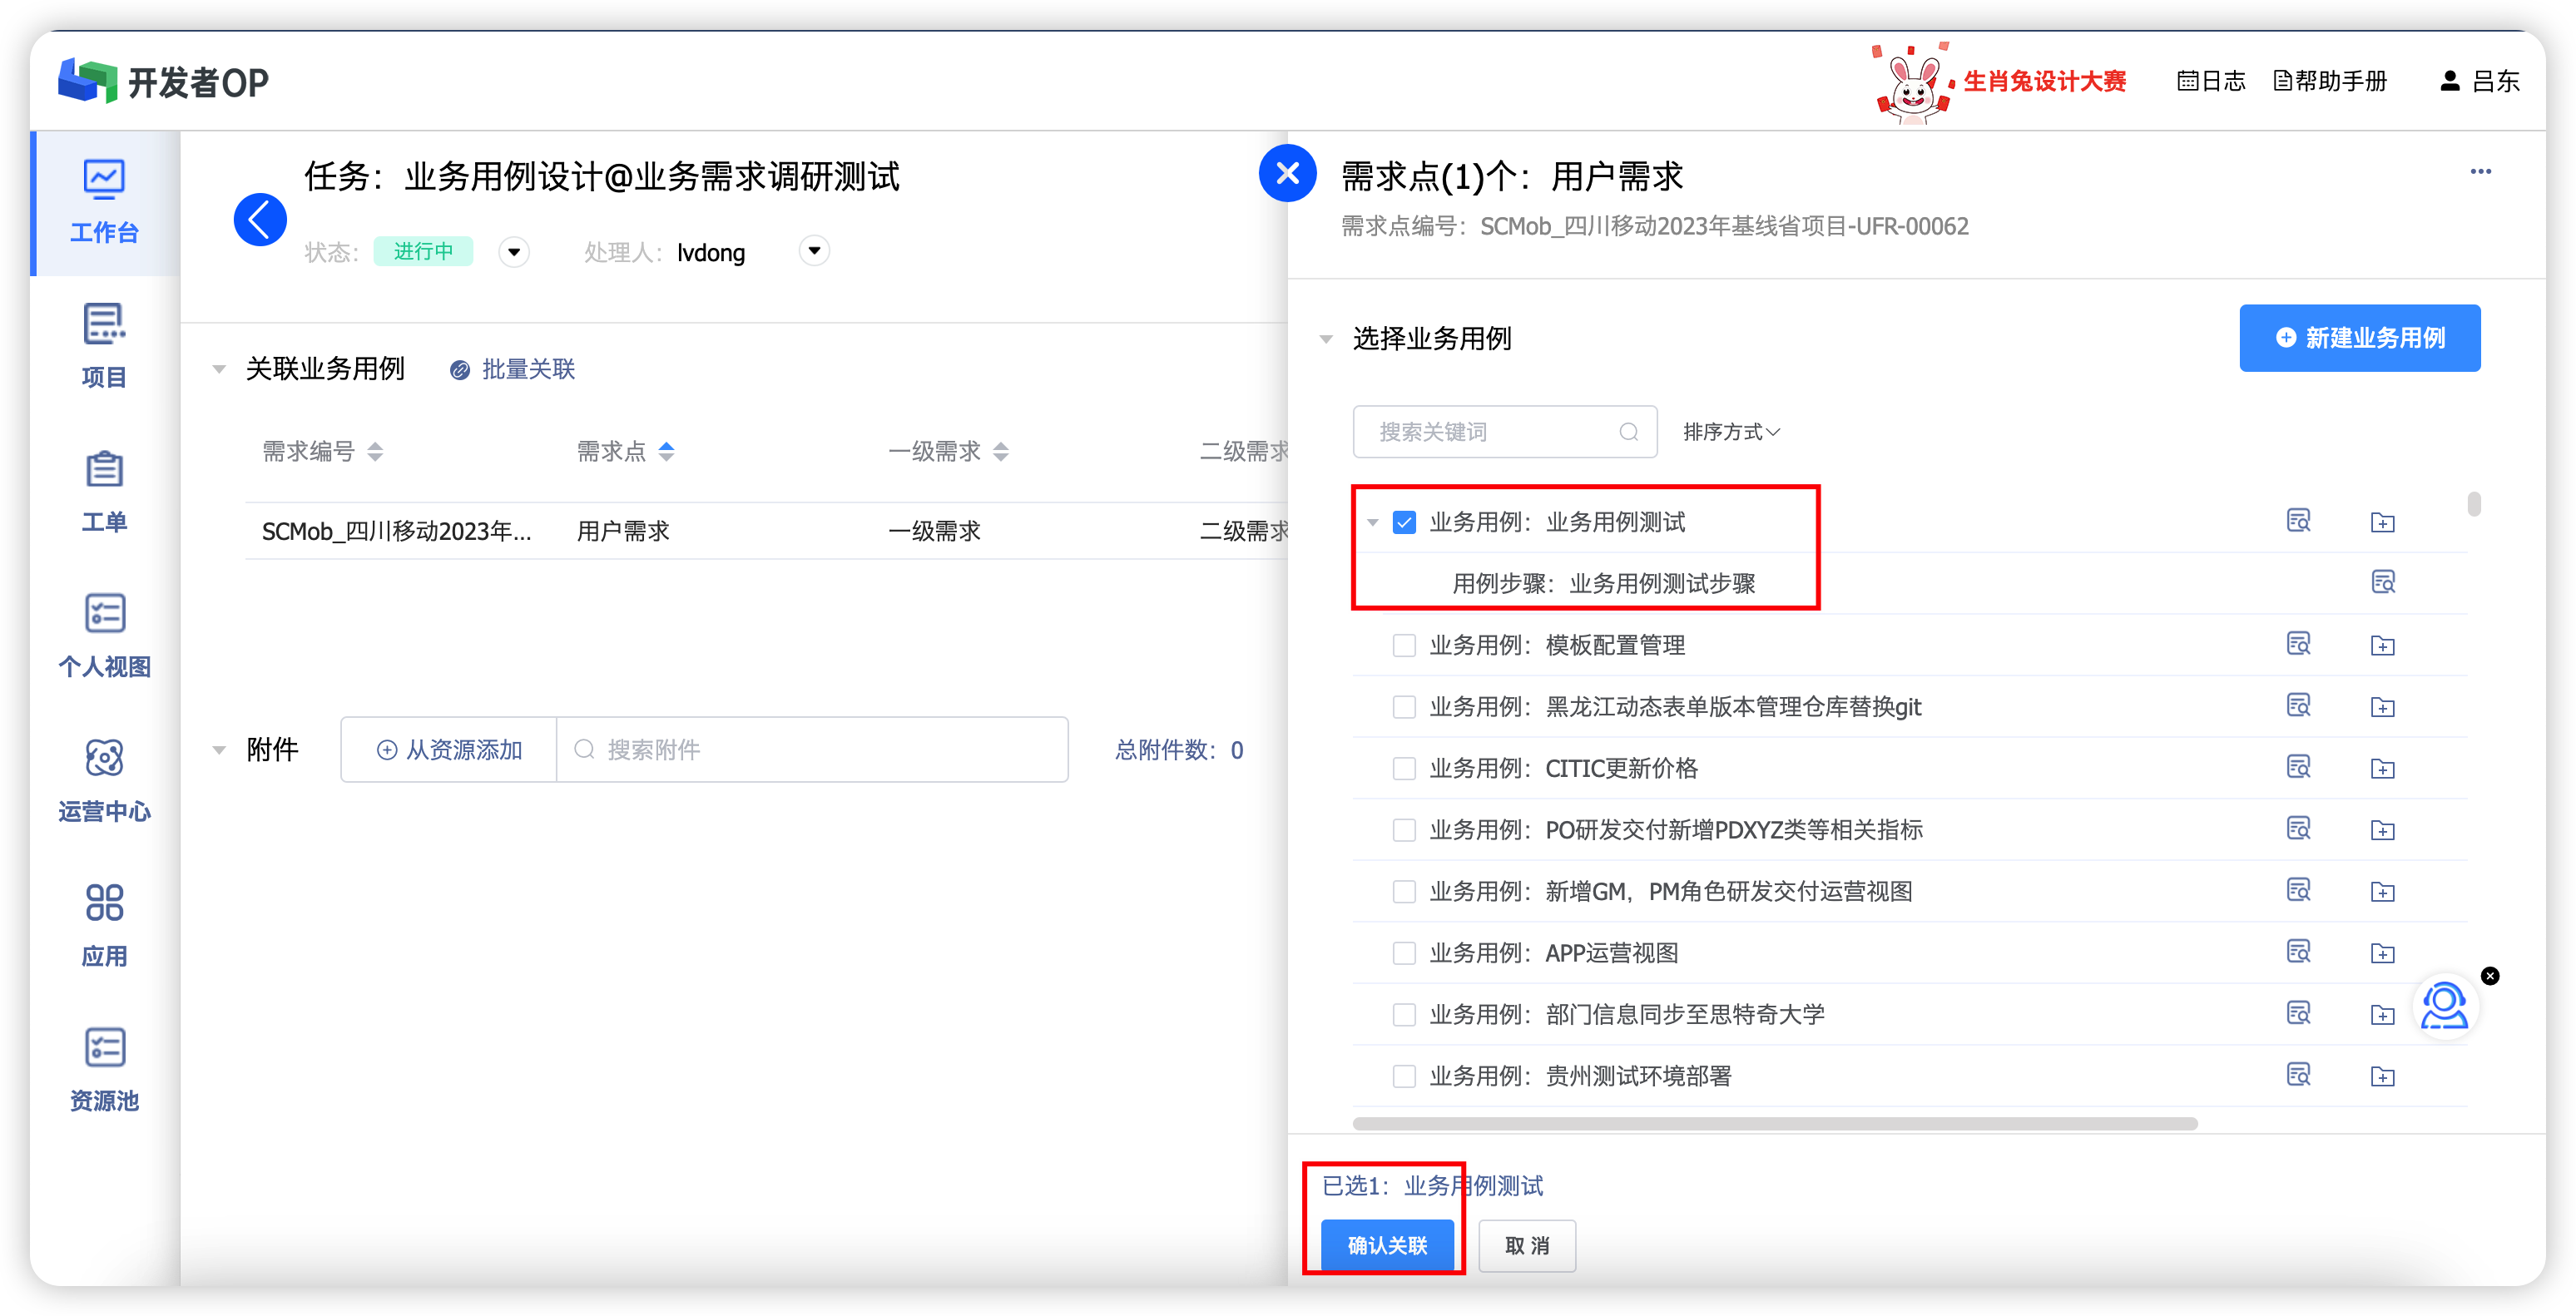 开发者OP
生肖兔设计大赛
日志
帮助手册
吕东
工作台
项目
工单
个人视图
运营中心
应用
资源池
任务：业务用例设计@业务需求调研测试
状态： 进行中 处理人： lvdong
关联业务用例 批量关联
需求编号 需求点 一级需求 二级需求
SCMob_四川移动2023年... 用户需求 一级需求 二级需求
附件 从资源添加 搜索附件 总附件数：0
需求点(1)个：用户需求
需求点编号：SCMob_四川移动2023年基线省项目-UFR-00062
选择业务用例 新建业务用例
搜索关键词 排序方式
业务用例：业务用例测试
用例步骤：业务用例测试步骤
业务用例：模板配置管理
业务用例：黑龙江动态表单版本管理仓库替换git
业务用例：CITIC更新价格
业务用例：PO研发交付新增PDXYZ类等相关指标
业务用例：新增GM，PM角色研发交付运营视图
业务用例：APP运营视图
业务用例：部门信息同步至思特奇大学
业务用例：贵州测试环境部署
已选1：业务用例测试
确认关联 取 消